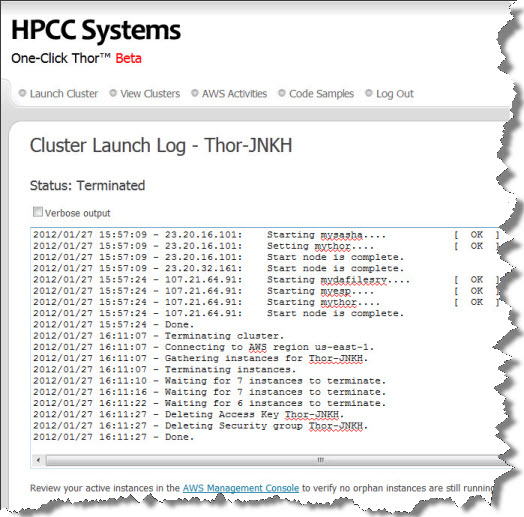 HPCC Systems
One-Click Thor™ Beta
Launch Cluster View Clusters AWS Activities Code Samples Log Out
Cluster Launch Log - Thor-JNKH
Status: Terminated
Verbose output
2012/01/27 15:57:09 - 23.20.16.101: Starting mysasha.... [ OK ]
2012/01/27 15:57:09 - 23.20.16.101: Setting mythor.... [ OK ]
2012/01/27 15:57:09 - 23.20.16.101: Start node is complete.
2012/01/27 15:57:09 - 23.20.32.161: Start node is complete.
2012/01/27 15:57:24 - 107.21.64.91: Starting mydafilesry.... [ OK ]
2012/01/27 15:57:24 - 107.21.64.91: Starting myesp.... [ OK ]
2012/01/27 15:57:24 - 107.21.64.91: Starting mythor.... [ OK ]
2012/01/27 15:57:24 - 107.21.64.91: Start node is complete.
2012/01/27 15:57:24 - Done.
2012/01/27 16:11:07 - Terminating cluster.
2012/01/27 16:11:07 - Connecting to AWS region us-east-1.
2012/01/27 16:11:07 - Gathering instances for Thor-JNKH.
2012/01/27 16:11:07 - Terminating instances.
2012/01/27 16:11:10 - Waiting for 7 instances to terminate.
2012/01/27 16:11:16 - Waiting for 7 instances to terminate.
2012/01/27 16:11:22 - Waiting for 6 instances to terminate.
2012/01/27 16:11:27 - Deleting Access Key Thor-JNKH.
2012/01/27 16:11:27 - Deleting Security group Thor-JNKH.
2012/01/27 16:11:27 - Done.
Review your active instances in the AWS Management Console to verify no orphan instances are still running